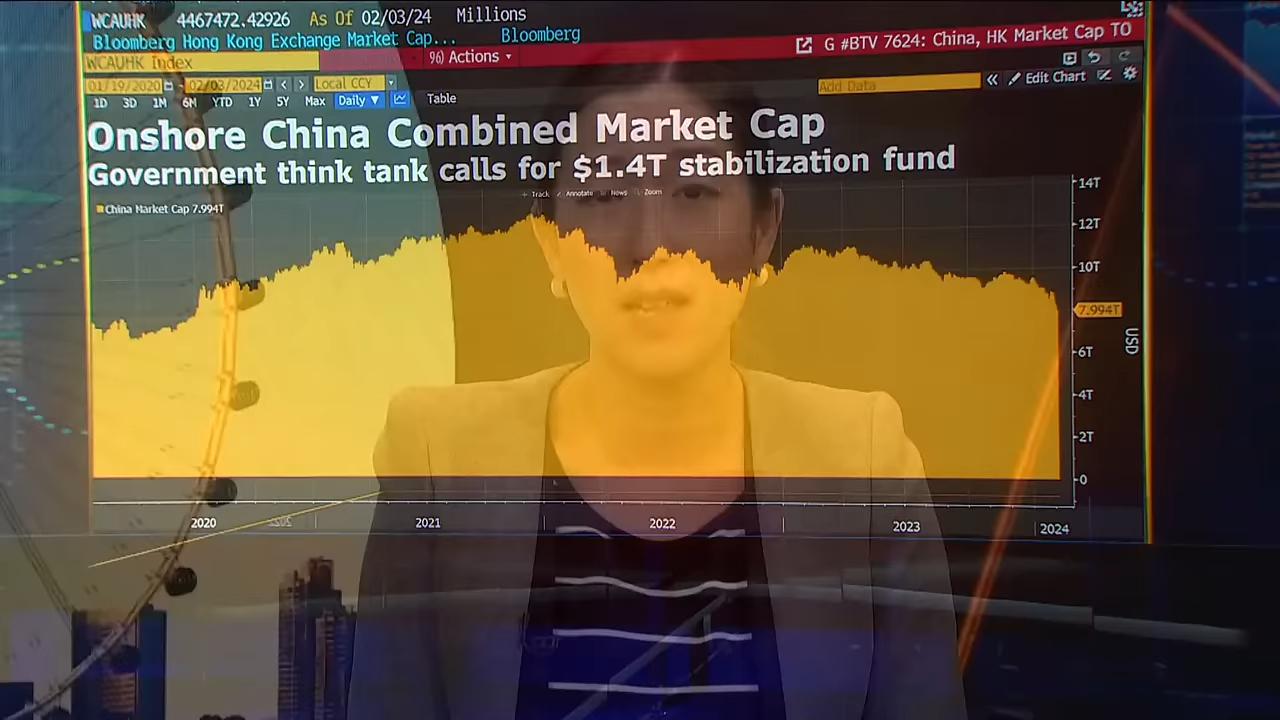 WCAUHK 4467472.42926 As Of 02/03/24 Millions
Bloomberg Hong Kong Exchange Market Cap... Bloomberg
G #BTV 7624: China, HK Market Cap TO
WCAUHK Index
96) Actions
01/19/2020 - 02/03/2024 Local CCY
Add Data « Edit Chart
1D 3D 1M 6M YTD 1Y 5Y Max Daily ▼ Table
Onshore China Combined Market Cap
Government think tank calls for $1.4T stabilization fund
+ Track Annotate News Zoom
China Market Cap 7.994T
14T
12T
10T
7.994T
6T
4T
2T
0
USD
2020 2021 2022 2023 2024